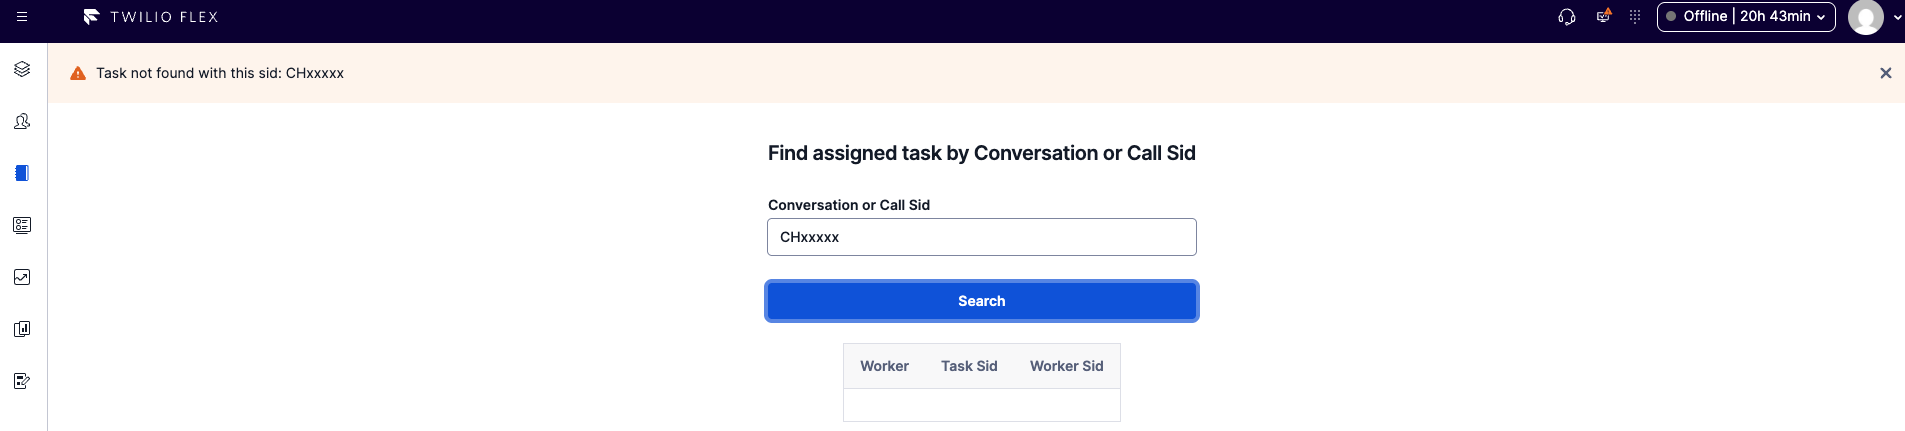 TWILIO FLEX
Offline | 20h 43min
Task not found with this sid: CHxxxxx
Find assigned task by Conversation or Call Sid
Conversation or Call Sid
CHxxxxx
Search
Worker Task Sid Worker Sid